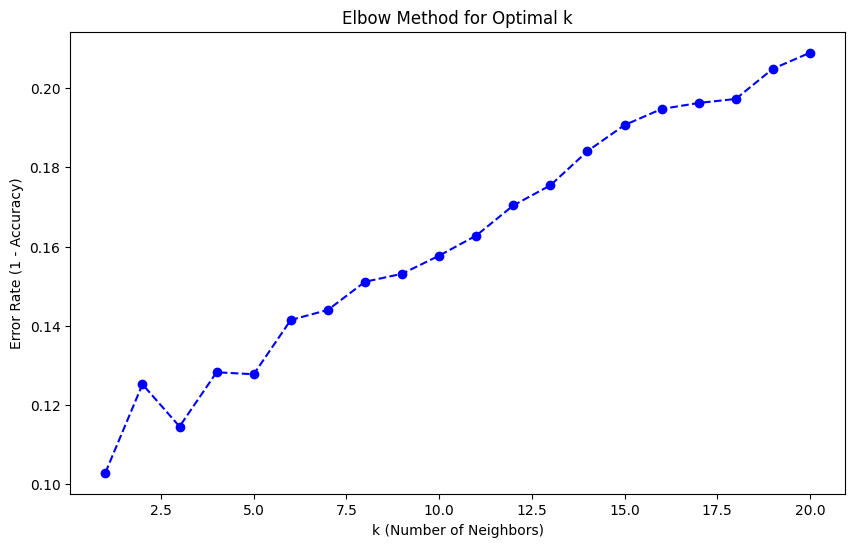 Elbow Method for Optimal k
Error Rate (1 - Accuracy)
0.20
0.18
0.16
0.14
0.12
0.10
2.5 5.0 7.5 10.0 12.5 15.0 17.5 20.0
k (Number of Neighbors)